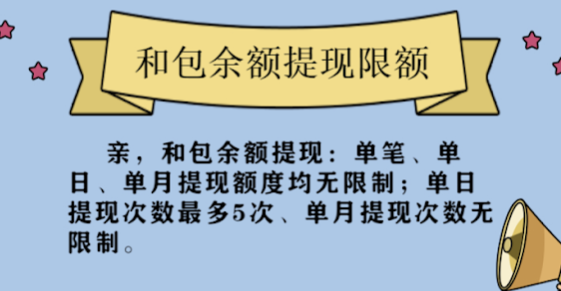 和包余额提现限额
亲，和包余额提现：单笔、单
日、单月提现额度均无限制；单日
提现次数最多5次、单月提现次数无
限制。